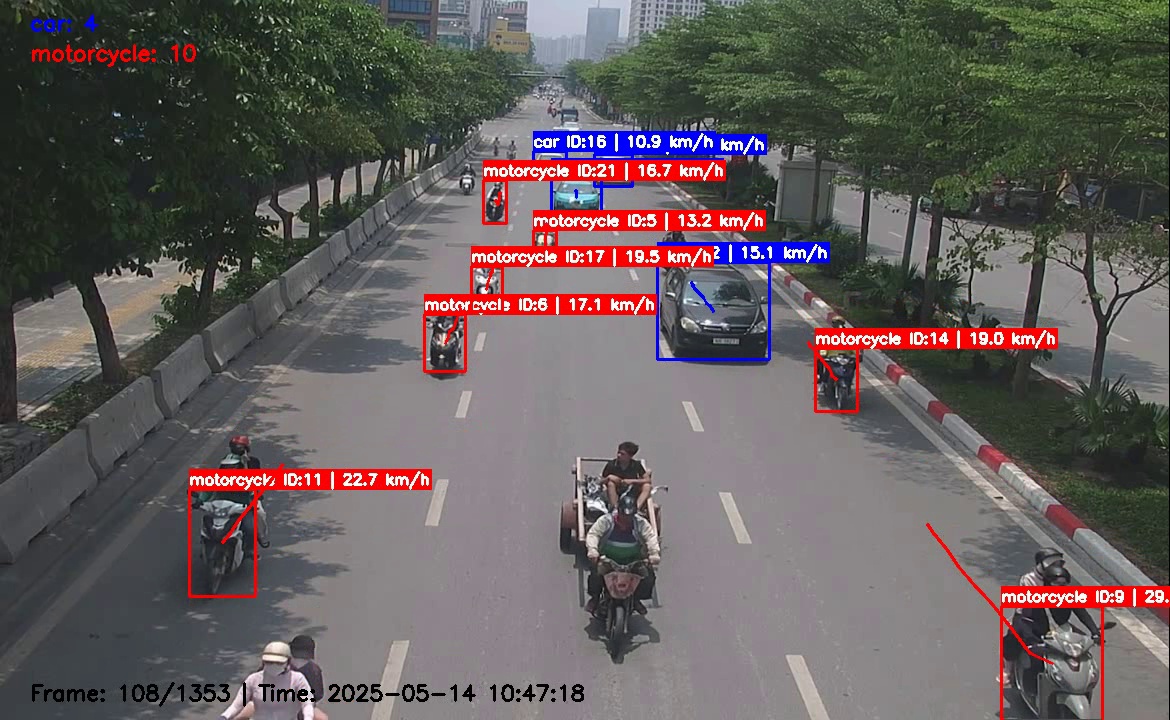 car: 4
motorcycle: 10
car ID:16 | 10.9 km/h
km/h
motorcycle ID:21 | 16.7 km/h
motorcycle ID:5 | 13.2 km/h
2 | 15.1 km/h
motorcycle ID:17 | 19.5 km/h
motorcycle ID:6 | 17.1 km/h
motorcycle ID:14 | 19.0 km/h
motorcycle ID:11 | 22.7 km/h
motorcycle ID:9 | 29.
Frame: 108/1353 | Time: 2025-05-14 10:47:18